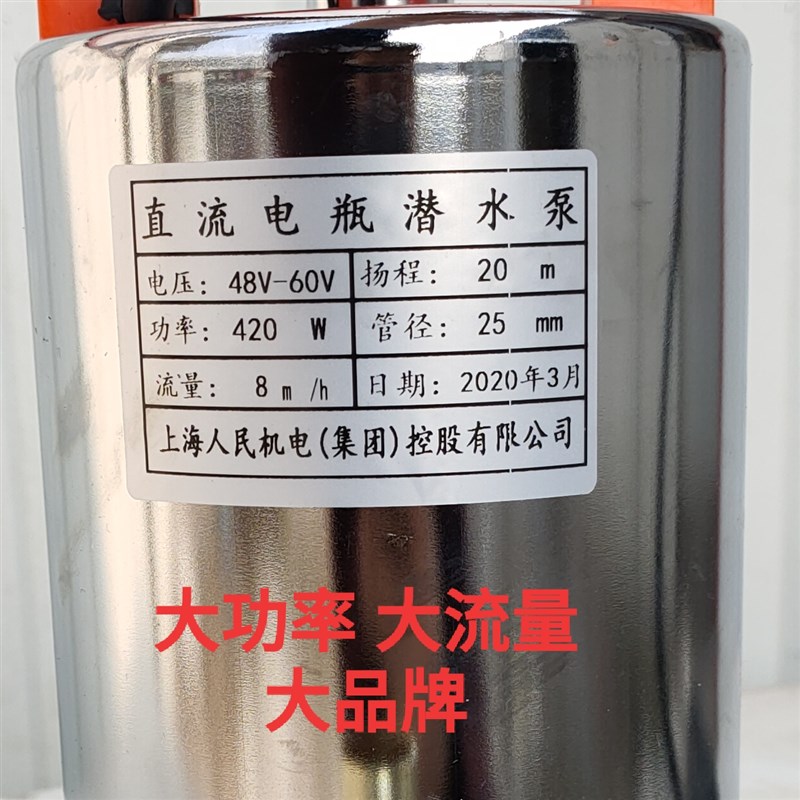 直流电瓶潜水泵
电压: 48V-60V 扬程: 20 m
功率: 420 W 管径: 25 mm
流量: 8 m /h 日期: 2020年3月
上海人民机电(集团)控股有限公司
大功率 大流量
大品牌